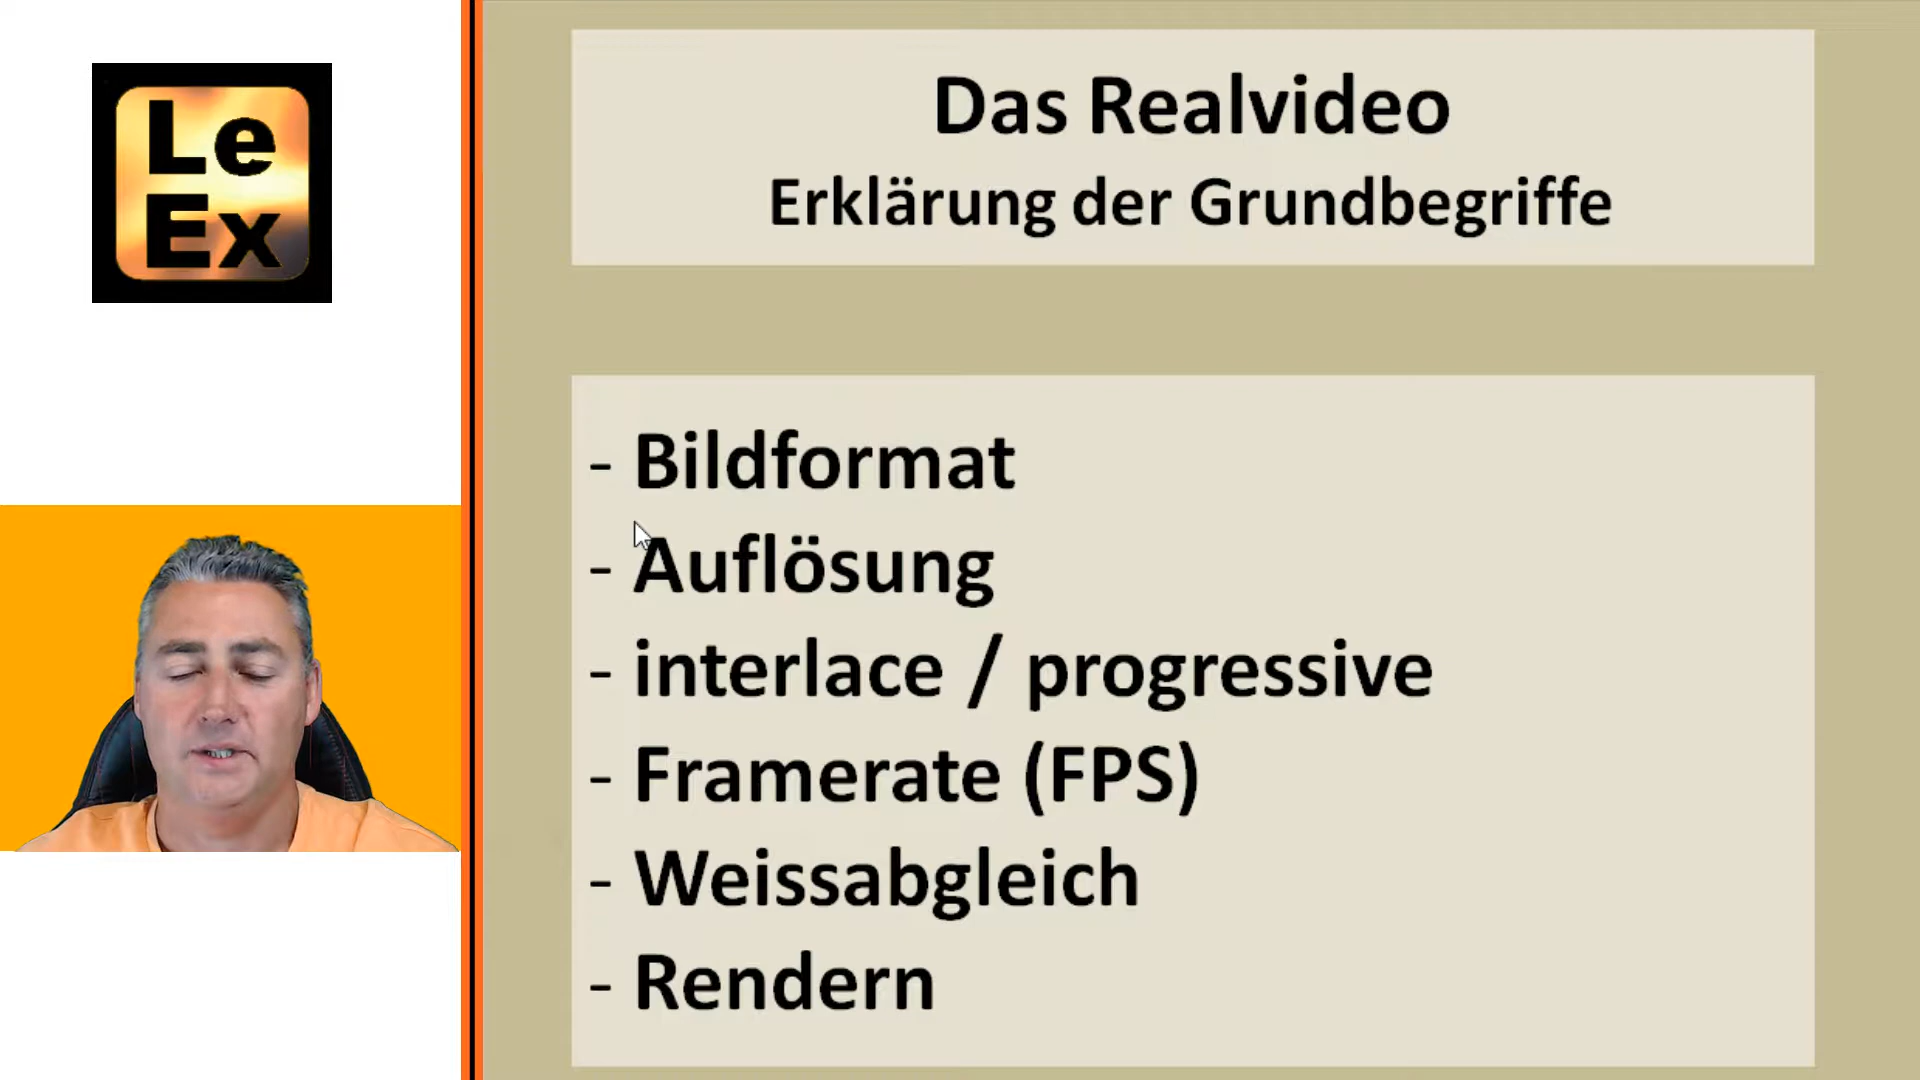 Le
Ex
Das Realvideo
Erklärung der Grundbegriffe
- Bildformat
- Auflösung
- interlace / progressive
- Framerate (FPS)
- Weissabgleich
- Rendern